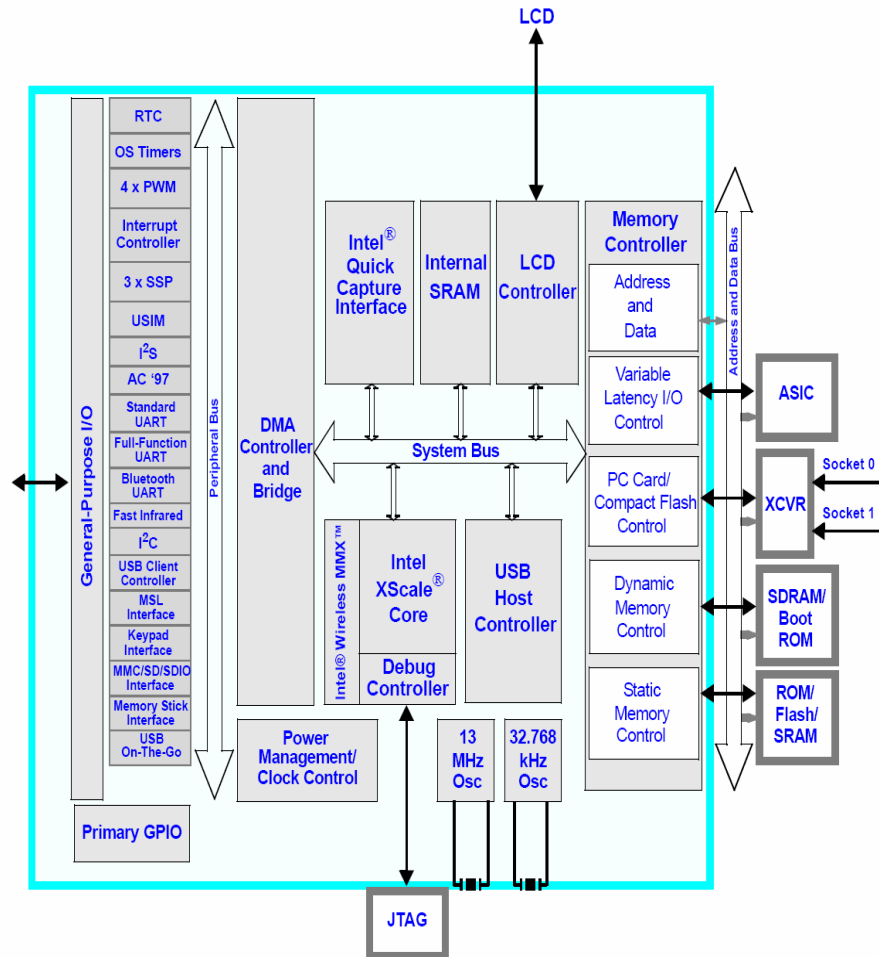 LCD
General-Purpose I/O
RTC
OS Timers
4 x PWM
Interrupt
Controller
3 x SSP
USIM
I²S
AC ‘97
Standard
UART
Full-Function
UART
Bluetooth
UART
Fast Infrared
I²C
USB Client
Controller
MSL
Interface
Keypad
Interface
MMC/SD/SDIO
Interface
Memory Stick
Interface
USB
On-The-Go
Primary GPIO
Peripheral Bus
DMA
Controller
and
Bridge
Power
Management/
Clock Control
Intel®
Quick
Capture
Interface
Internal
SRAM
LCD
Controller
System Bus
Intel® Wireless MMX™
Intel
XScale®
Core
Debug
Controller
USB
Host
Controller
13
MHz
Osc
32.768
kHz
Osc
Memory
Controller
Address
and
Data
Variable
Latency I/O
Control
PC Card/
Compact Flash
Control
Dynamic
Memory
Control
Static
Memory
Control
Address and Data Bus
ASIC
XCVR
Socket 0
Socket 1
SDRAM/
Boot
ROM
ROM/
Flash/
SRAM
JTAG